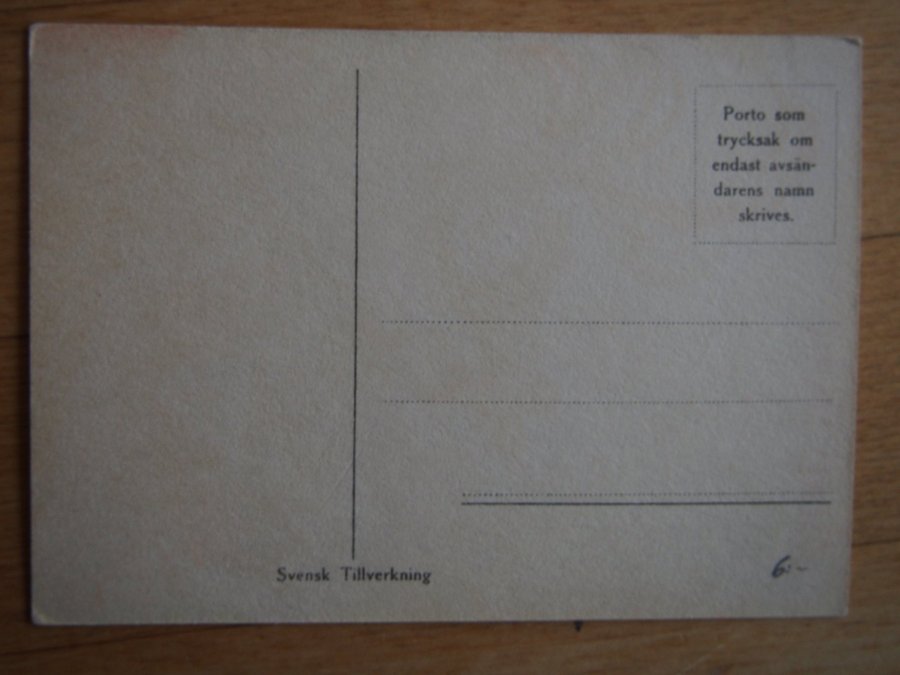 Porto som
trycksak om
endast avsän-
darens namn
skrives.
Svensk Tillverkning
6:-